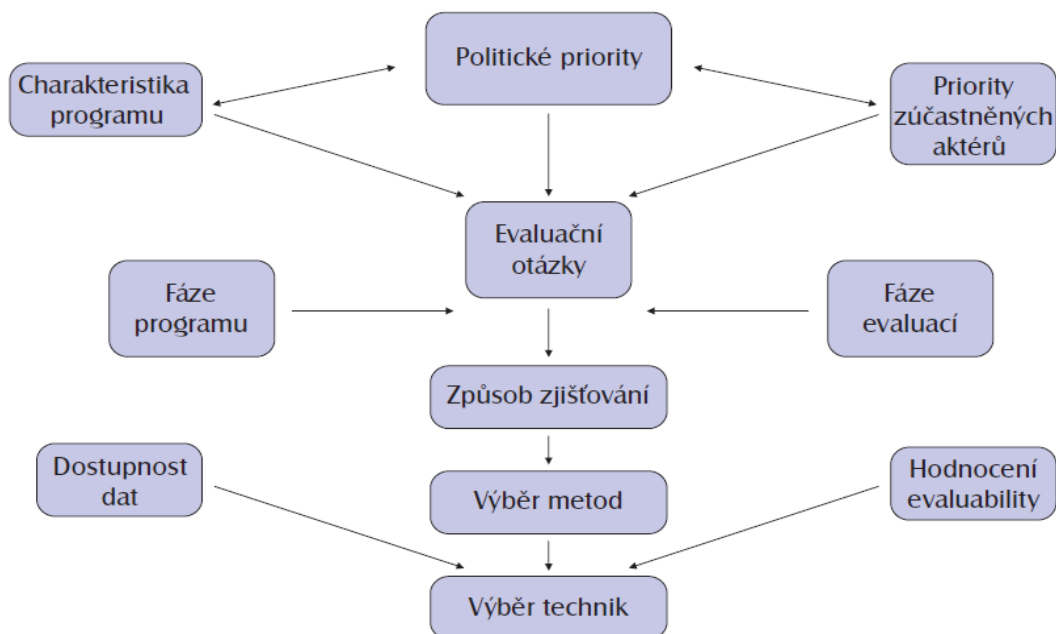 Politické priority
Charakteristika
programu
Priority
zúčastněných
aktérů
Evaluační
otázky
Fáze
programu
Fáze
evaluací
Způsob zjišťování
Dostupnost
dat
Výběr metod
Hodnocení
evaluability
Výběr technik